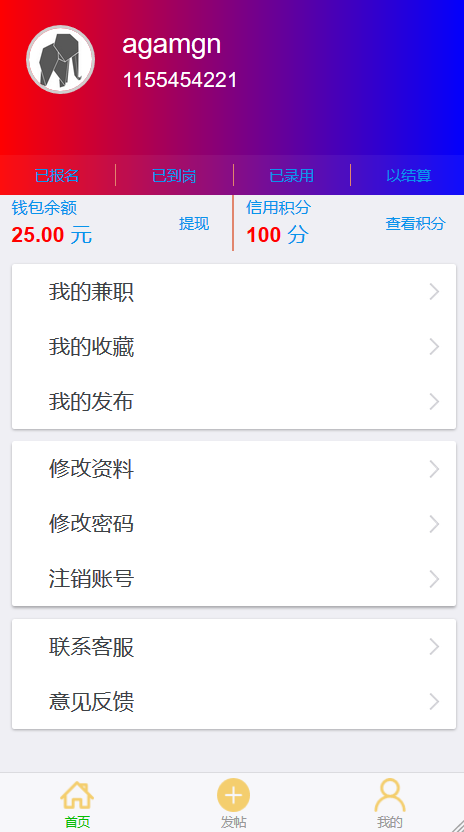 agamgn
1155454221
已报名 已到岗 已录用 以结算
钱包余额 信用积分
25.00 元 提现 100 分 查看积分
我的兼职
我的收藏
我的发布
修改资料
修改密码
注销账号
联系客服
意见反馈
首页 发帖 我的